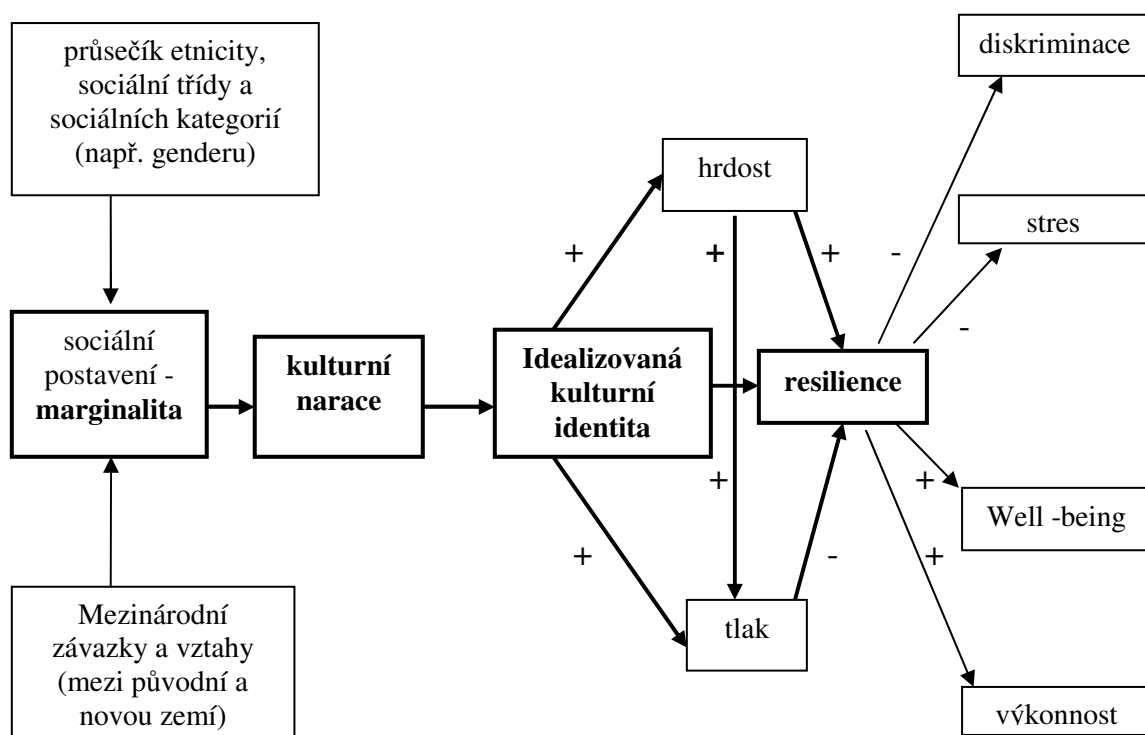 průsečík etnicity,
sociální třídy a
sociálních kategorií
(např. genderu)
diskriminace
hrdost
stres
+
+
+
-
-
sociální
postavení -
marginalita
kulturní
narace
Idealizovaná
kulturní
identita
resilience
+
+
+
-
+
Well -being
Mezinárodní
závazky a vztahy
(mezi původní a
novou zemí)
tlak
výkonnost